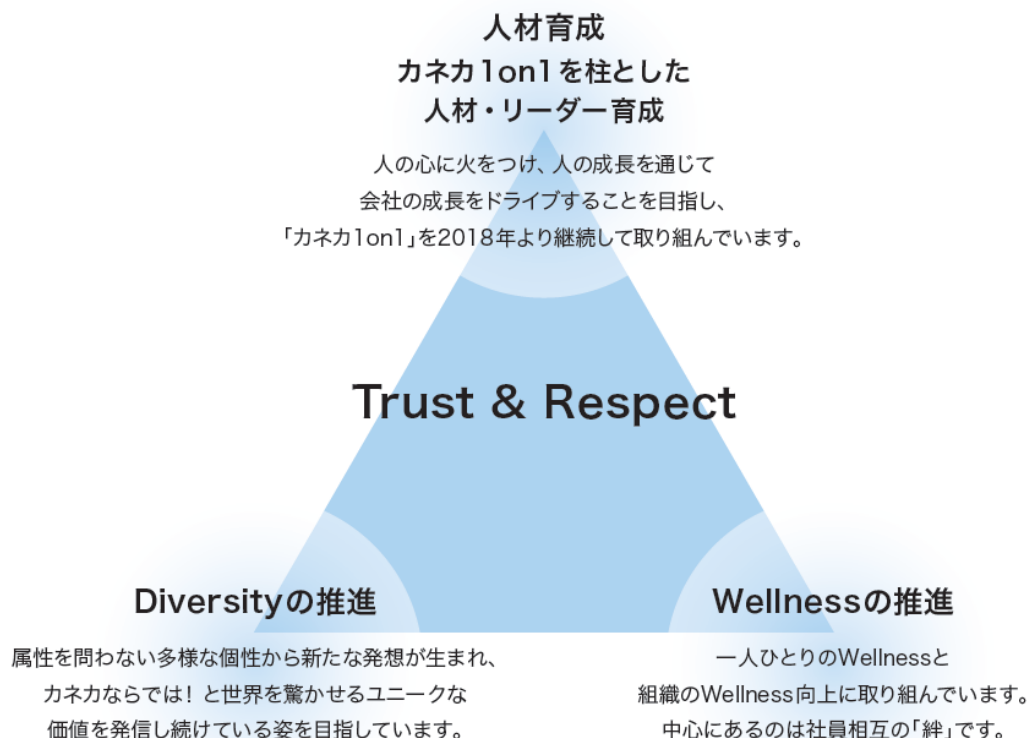 人材育成
カネカ1on1を柱とした
人材・リーダー育成
人の心に火をつけ、人の成長を通じて
会社の成長をドライブすることを目指し、
「カネカ1on1」を2018年より継続して取り組んでいます。
Trust & Respect
Diversityの推進
属性を問わない多様な個性から新たな発想が生まれ、
カネカならでは！と世界を驚かせるユニークな
価値を発信し続けている姿を目指しています。
Wellnessの推進
一人ひとりのWellnessと
組織のWellness向上に取り組んでいます。
中心にあるのは社員相互の「絆」です。